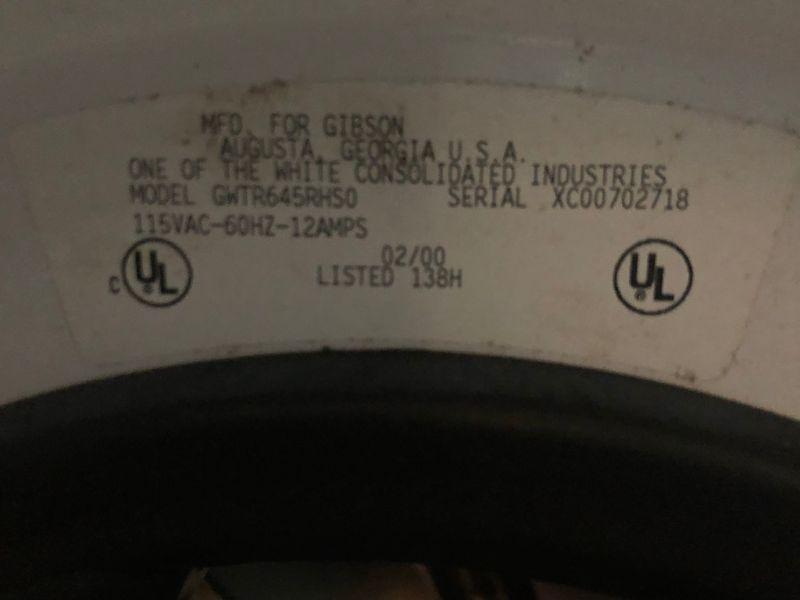 MFD. FOR GIBSON
AUGUSTA, GEORGIA U.S.A.
ONE OF THE WHITE CONSOLIDATED INDUSTRIES
MODEL GWTR645RHS0 SERIAL XC00702718
115VAC-60HZ-12AMPS
02/00
C UL® LISTED 138H UL®